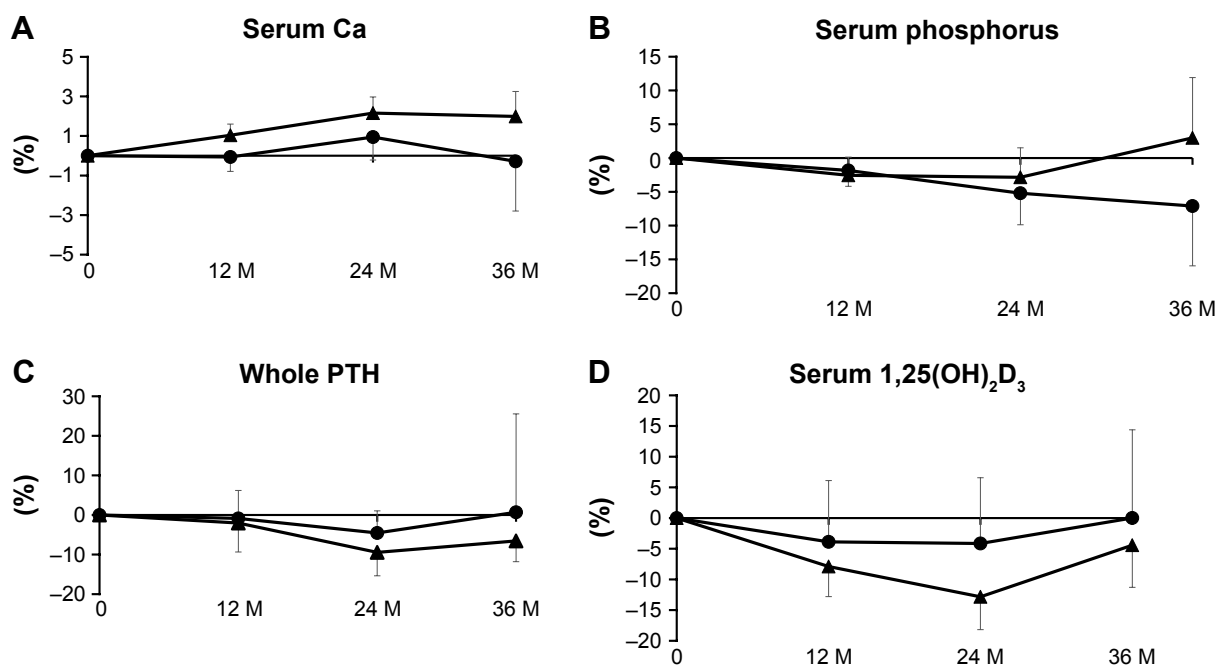 A
Serum Ca
(%)
5
3
1
–1
–3
–5
0 12 M 24 M 36 M
B
Serum phosphorus
(%)
15
10
5
0
–5
–10
–15
–20
0 12 M 24 M 36 M
C
Whole PTH
(%)
30
20
10
0
–10
–20
0 12 M 24 M 36 M
D
Serum 1,25(OH)₂D₃
(%)
20
15
10
5
0
–5
–10
–15
–20
0 12 M 24 M 36 M